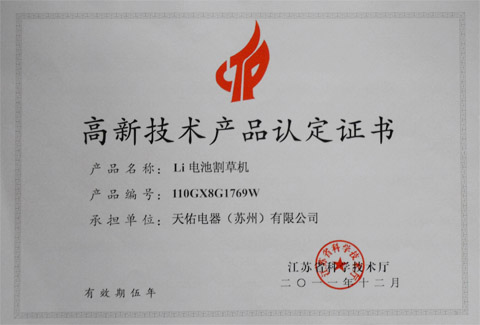 高新技术产品认定证书
产品名称： Li 电池割草机
产品编号： 110GX8G1769W
承担单位： 天佑电器（苏州）有限公司
江苏省科学技术厅
二〇一一年十二月
有效期伍年